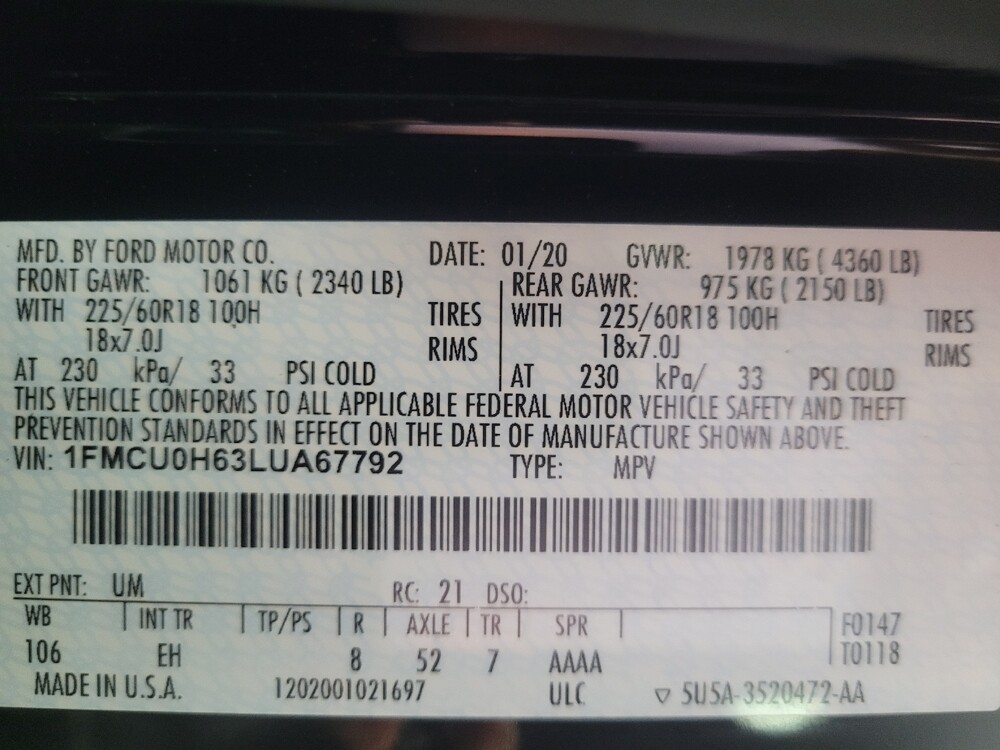 MFD. BY FORD MOTOR CO. DATE: 01/20 GVWR: 1978 KG ( 4360 LB)
FRONT GAWR: 1061 KG ( 2340 LB) REAR GAWR: 975 KG ( 2150 LB)
WITH 225/60R18 100H TIRES WITH 225/60R18 100H TIRES
18x7.0J RIMS 18x7.0J RIMS
AT 230 kPa/ 33 PSI COLD AT 230 kPa/ 33 PSI COLD
THIS VEHICLE CONFORMS TO ALL APPLICABLE FEDERAL MOTOR VEHICLE SAFETY AND THEFT
PREVENTION STANDARDS IN EFFECT ON THE DATE OF MANUFACTURE SHOWN ABOVE.
VIN: 1FMCU0H63LUA67792 TYPE: MPV
EXT PNT: UM RC: 21 DSO:
WB INT TR TP/PS R AXLE TR SPR F0147
106 EH 8 52 7 AAAA T0118
MADE IN U.S.A. 1202001021697 ULC ▽ 5U5A-3520472-AA